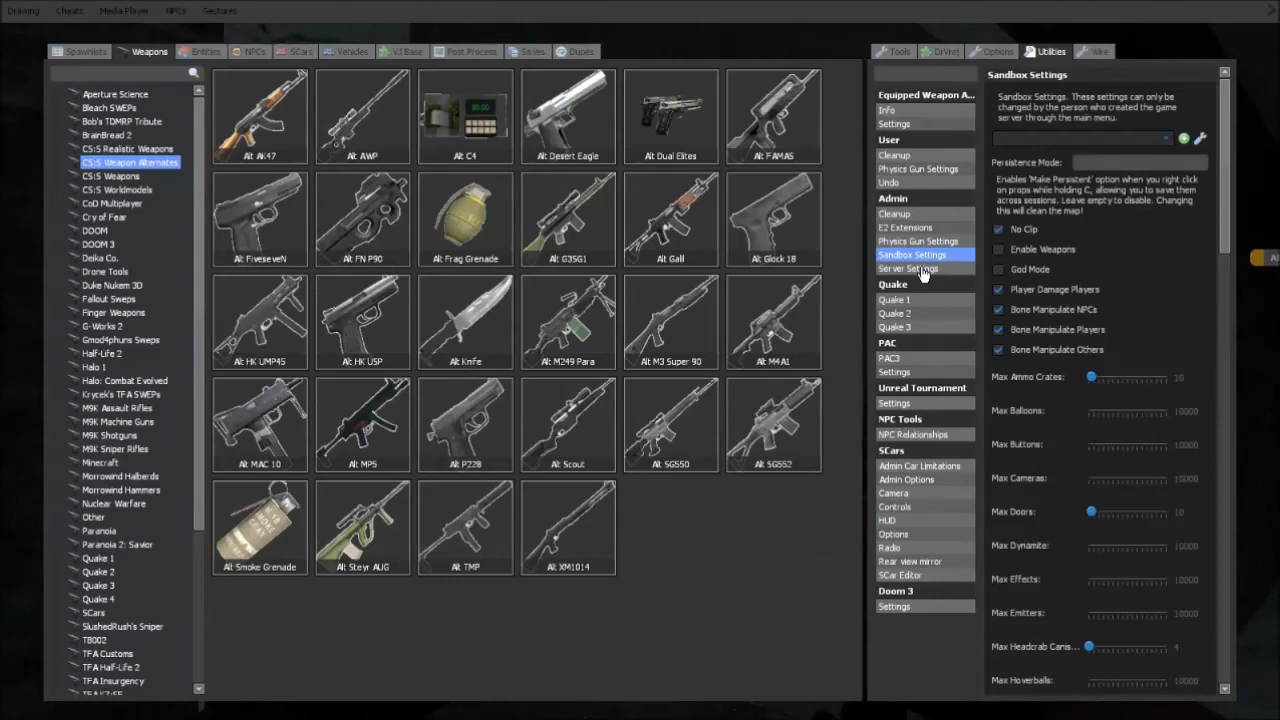 Drawing Cheats Media Player NPCs Gestures
Spawnlists Weapons Entities NPCs SCars Vehicles VJ Base Post Process Saves Dupes
Aperture Science
Bleach SWEPs
Bob's TDMRP Tribute
BrainBread 2
CS:S Realistic Weapons
CS:S Weapon Alternates
CS:S Weapons
CS:S Worldmodels
CoD Multiplayer
Cry of Fear
DOOM
DOOM 3
Deika Co.
Drone Tools
Duke Nukem 3D
Fallout Sweps
Finger Weapons
G-Works 2
Gmod4phuns Sweps
Half-Life 2
Halo 1
Halo: Combat Evolved
Krycek's TFA SWEPs
M9K Assault Rifles
M9K Machine Guns
M9K Shotguns
M9K Sniper Rifles
Minecraft
Morrowind Halberds
Morrowind Hammers
Nuclear Warfare
Other
Paranoia
Paranoia 2: Savior
Quake 1
Quake 2
Quake 3
Quake 4
SCars
SlushedRush's Sniper
TB002
TFA Customs
TFA Half-Life 2
TFA Insurgency
Alt AK47
Alt AWP
Alt C4
Alt Desert Eagle
Alt Dual Elites
Alt FAMAS
Alt FiveseveN
Alt FN P90
Alt Frag Grenade
Alt G3SG1
Alt Galil
Alt Glock 18
Alt HK UMP45
Alt HK USP
Alt Knife
Alt M249 Para
Alt M3 Super 90
Alt M4A1
Alt MAC 10
Alt MP5
Alt P228
Alt Scout
Alt SG550
Alt SG552
Alt Smoke Grenade
Alt Steyr AUG
Alt TMP
Alt XM1014
Tools DrVrej Options Utilities Wire
Equipped Weapon A...
Info
Settings
User
Cleanup
Physics Gun Settings
Undo
Admin
Cleanup
E2 Extensions
Physics Gun Settings
Sandbox Settings
Server Settings
Quake
Quake 1
Quake 2
Quake 3
PAC
PAC3
Settings
Unreal Tournament
Settings
NPC Tools
NPC Relationships
SCars
Admin Car Limitations
Admin Options
Camera
Controls
HUD
Options
Radio
Rear view mirror
SCar Editor
Doom 3
Settings
Sandbox Settings
Sandbox Settings. These settings can only
be changed by the person who created the game
server through the main menu.
Persistence Mode:
Enables 'Make Persistent' option when you right click
on props while holding C, allowing you to save them
across sessions. Leave empty to disable. Changing
this will clean the map!
No Clip
Enable Weapons
God Mode
Player Damage Players
Bone Manipulate NPCs
Bone Manipulate Players
Bone Manipulate Others
Max Ammo Crates: 10
Max Balloons: 10000
Max Buttons: 10000
Max Cameras: 10000
Max Doors: 10
Max Dynamite: 10000
Max Effects: 10000
Max Emitters: 10000
Max Headcrab Canis... 4
Max Hoverballs: 10000